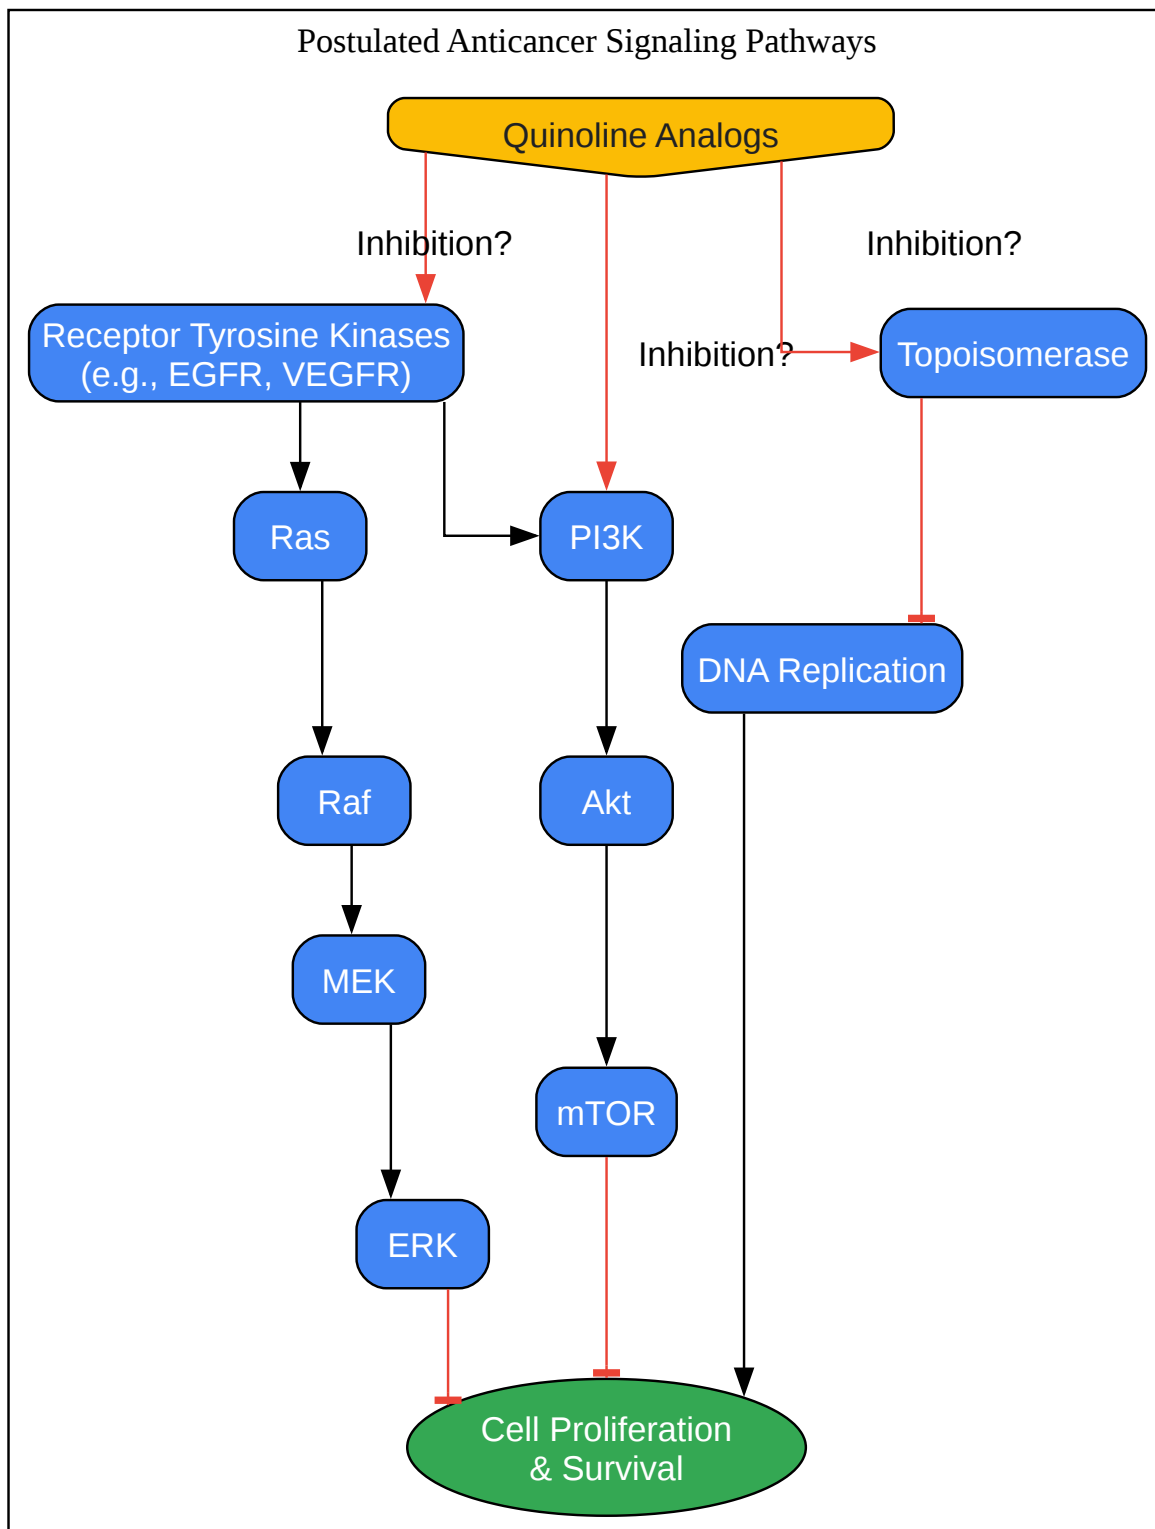 Postulated Anticancer Signaling Pathways
Quinoline Analogs
Inhibition?
Inhibition?
Receptor Tyrosine Kinases
(e.g., EGFR, VEGFR)
Inhibition?
Topoisomerase
Ras
PI3K
DNA Replication
Raf
Akt
MEK
mTOR
ERK
Cell Proliferation
& Survival